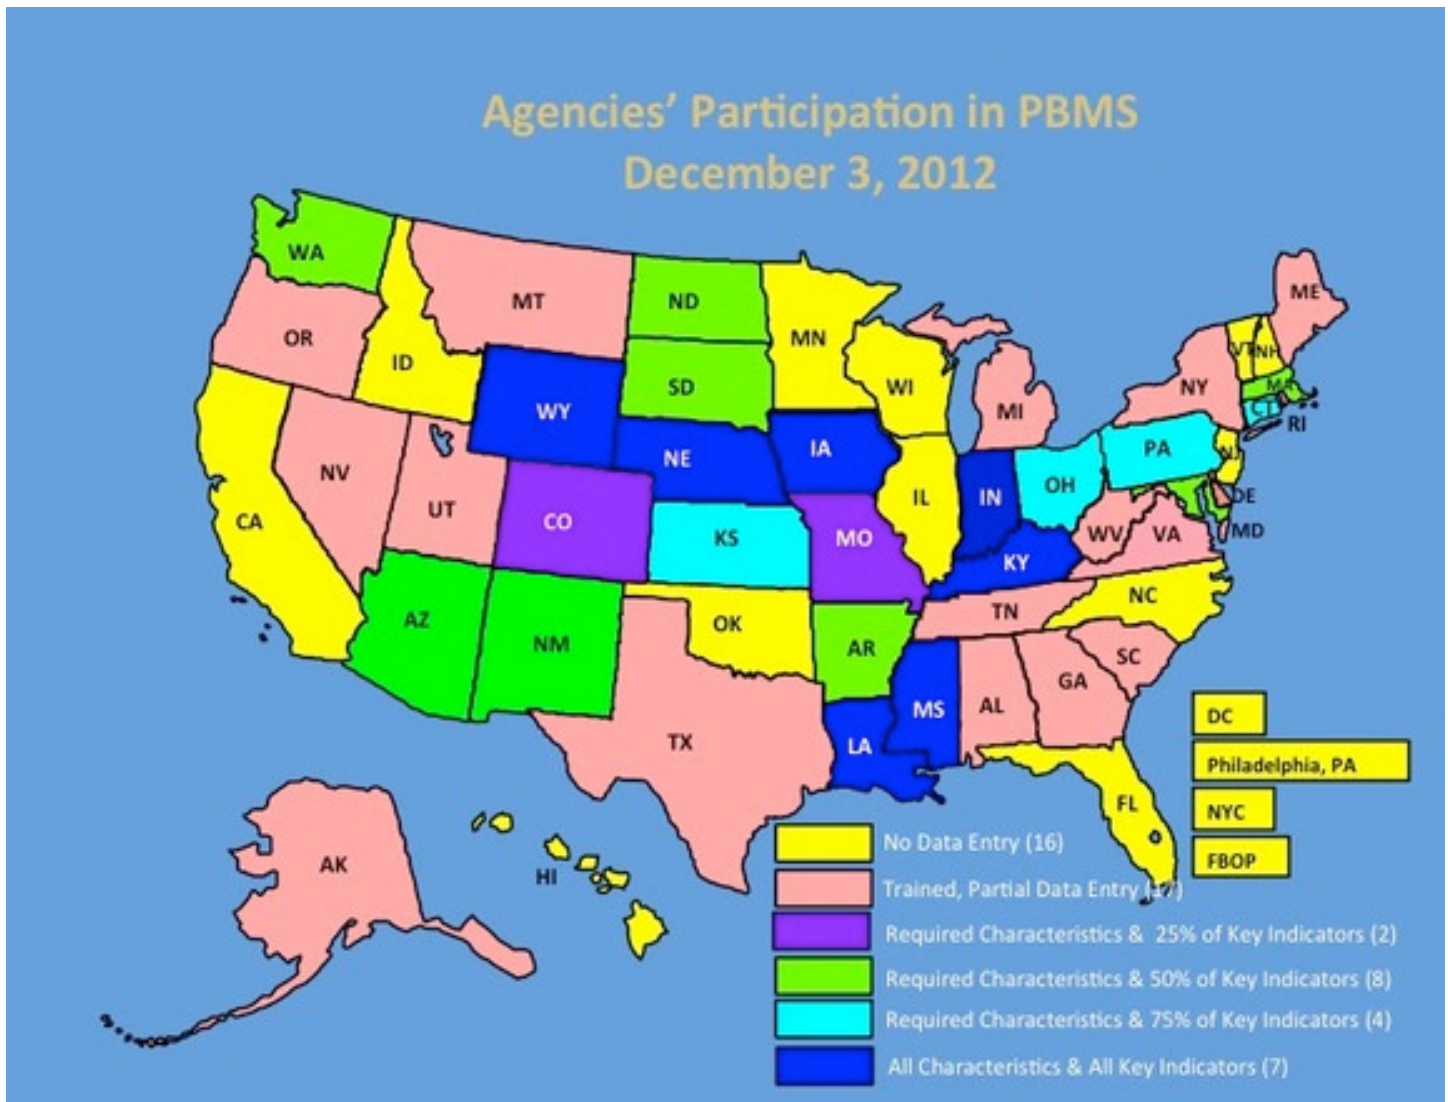 Agencies' Participation in PBMS
December 3, 2012
WA
OR
ID
MT
ND
SD
MN
WI
MI
ME
VT
NH
NY
MA
CT
RI
WY
NE
IA
IL
IN
OH
PA
NJ
DE
MD
NV
UT
CA
CO
KS
MO
KY
WV
VA
AZ
NM
OK
AR
TN
NC
SC
TX
LA
MS
AL
GA
FL
AK
HI
DC
Philadelphia, PA
NYC
FBOP
No Data Entry (16)
Trained, Partial Data Entry (17)
Required Characteristics & 25% of Key Indicators (2)
Required Characteristics & 50% of Key Indicators (8)
Required Characteristics & 75% of Key Indicators (4)
All Characteristics & All Key Indicators (7)